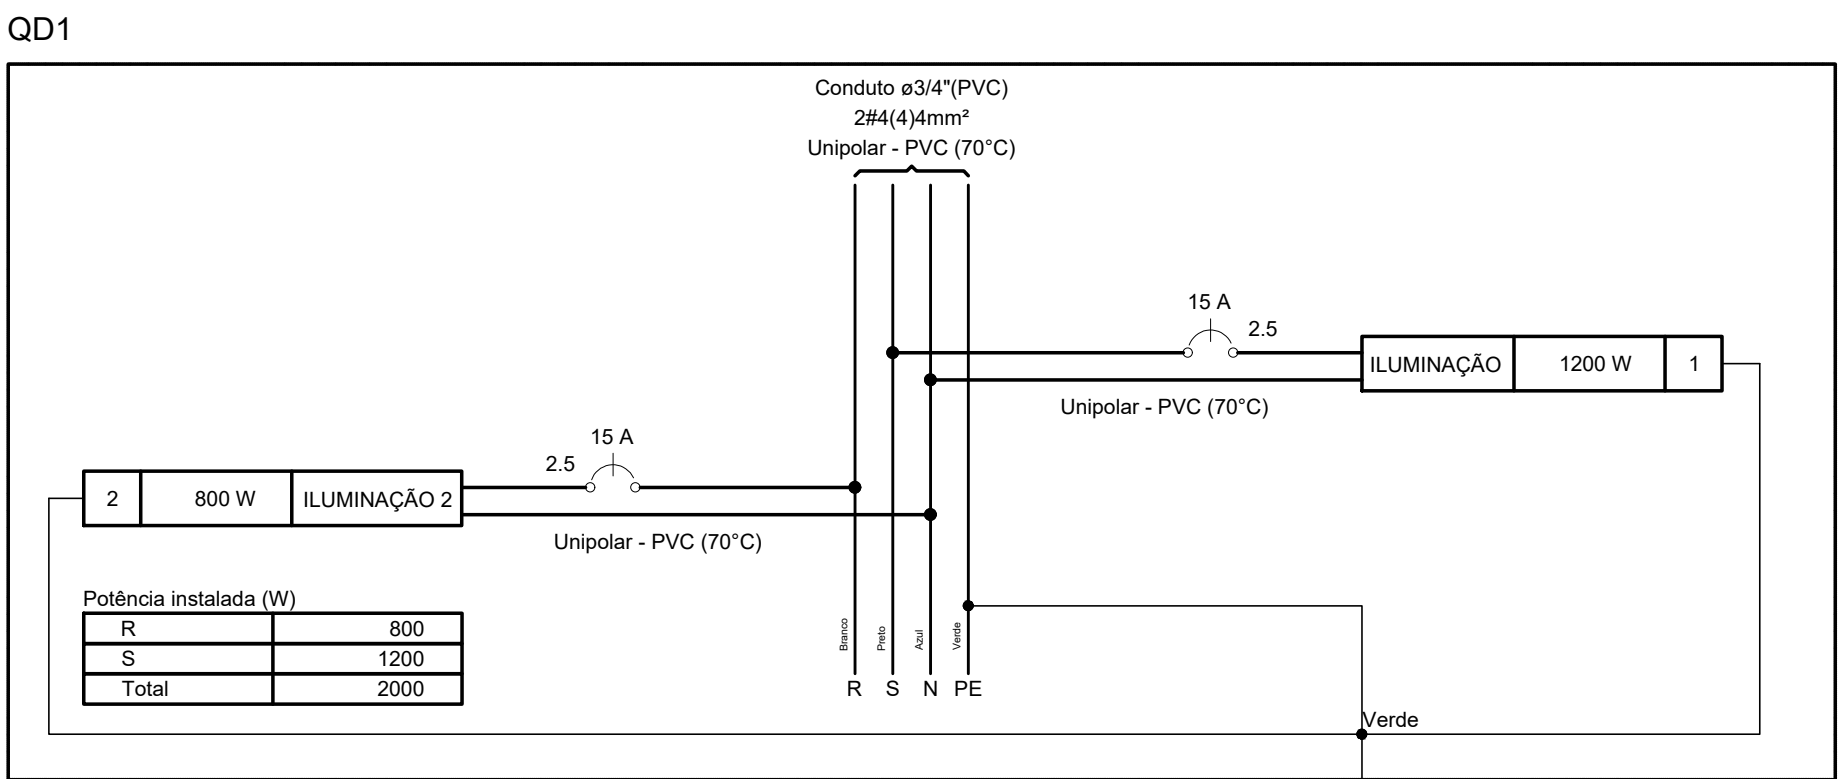 QD1
Conduto ø3/4"(PVC)
2#4(4)4mm²
Unipolar - PVC (70°C)
15 A
2.5
ILUMINAÇÃO 1200 W 1
Unipolar - PVC (70°C)
15 A
2.5
2 800 W ILUMINAÇÃO 2
Unipolar - PVC (70°C)
Potência instalada (W)
R 800
S 1200
Total 2000
Branco
Preto
Azul
Verde
R S N PE
Verde